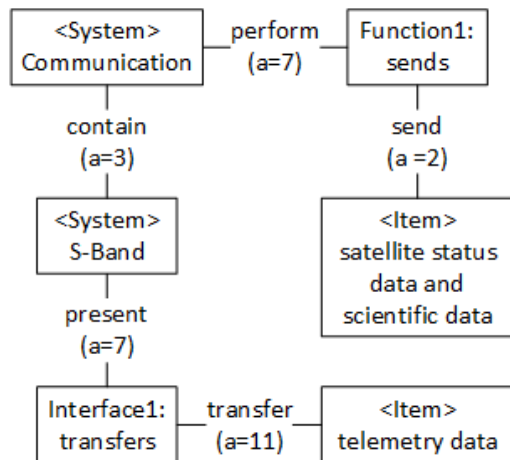 <System>
Communication
perform
(a=7)
Function1:
sends
contain
(a=3)
send
(a =2)
<System>
S-Band
<Item>
satellite status
data and
scientific data
present
(a=7)
Interface1:
transfers
transfer
(a=11)
<Item>
telemetry data